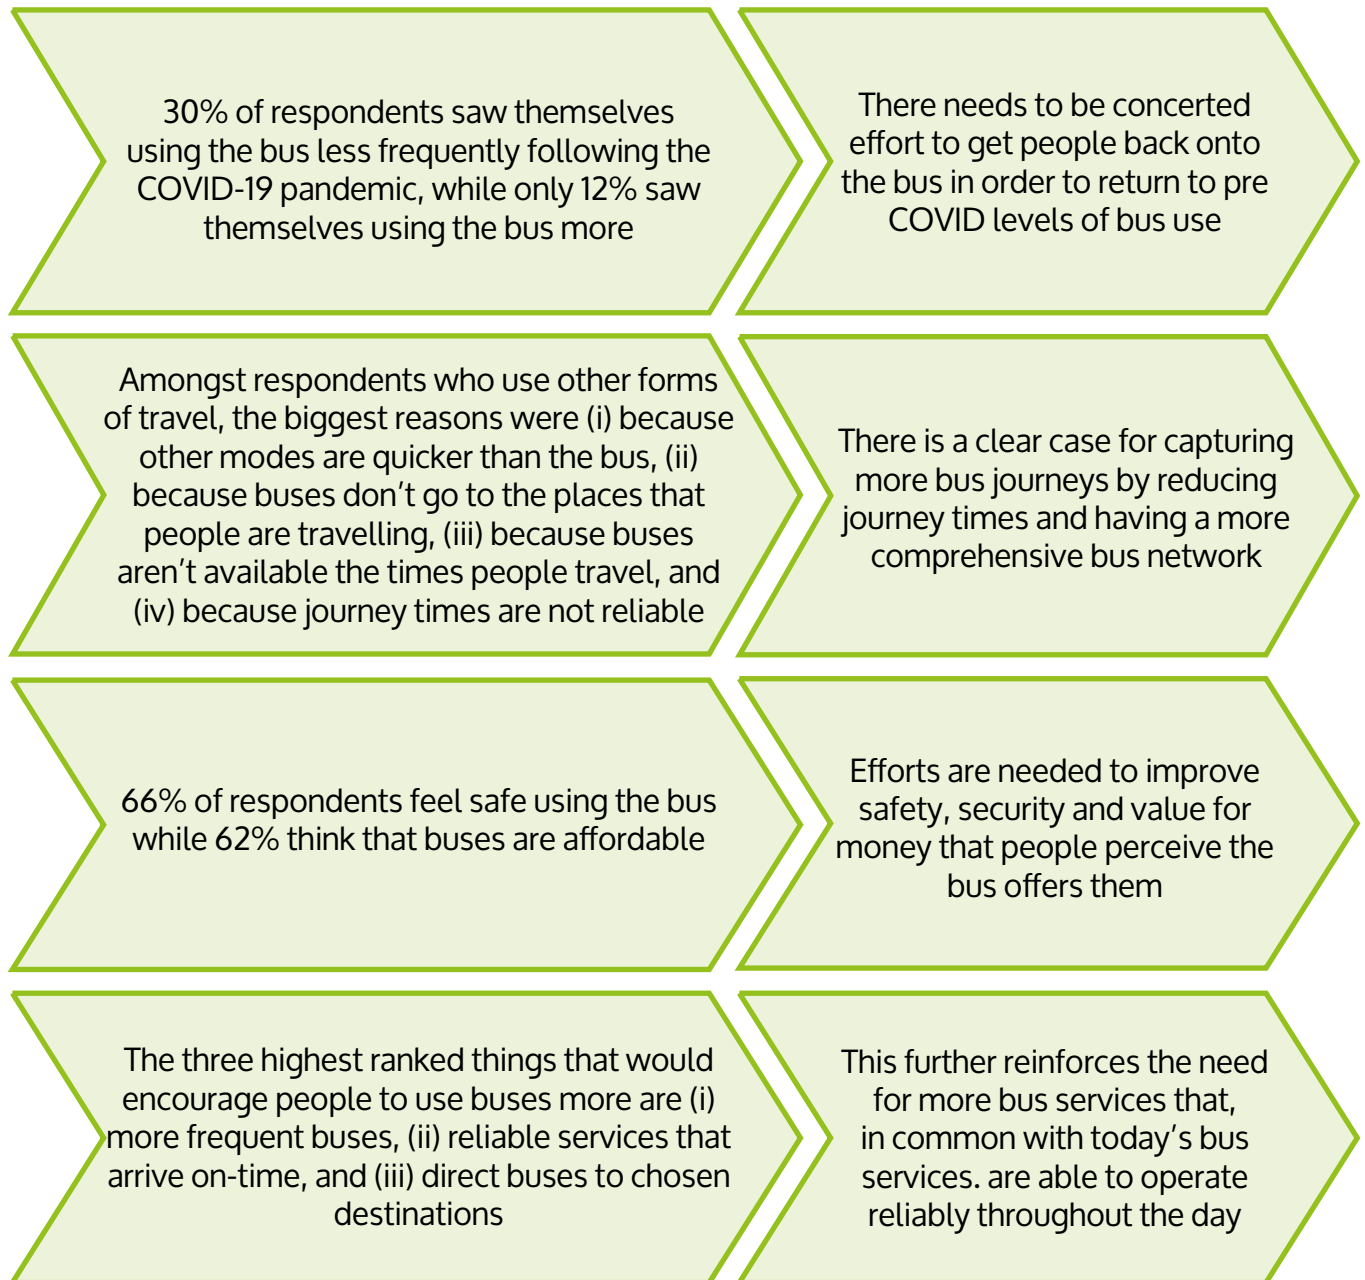 30% of respondents saw themselves
using the bus less frequently following the
COVID-19 pandemic, while only 12% saw
themselves using the bus more
There needs to be concerted
effort to get people back onto
the bus in order to return to pre
COVID levels of bus use
Amongst respondents who use other forms
of travel, the biggest reasons were (i) because
other modes are quicker than the bus, (ii)
because buses don’t go to the places that
people are travelling, (iii) because buses
aren’t available the times people travel, and
(iv) because journey times are not reliable
There is a clear case for capturing
more bus journeys by reducing
journey times and having a more
comprehensive bus network
66% of respondents feel safe using the bus
while 62% think that buses are affordable
Efforts are needed to improve
safety, security and value for
money that people perceive the
bus offers them
The three highest ranked things that would
encourage people to use buses more are (i)
more frequent buses, (ii) reliable services that
arrive on-time, and (iii) direct buses to chosen
destinations
This further reinforces the need
for more bus services that,
in common with today’s bus
services. are able to operate
reliably throughout the day